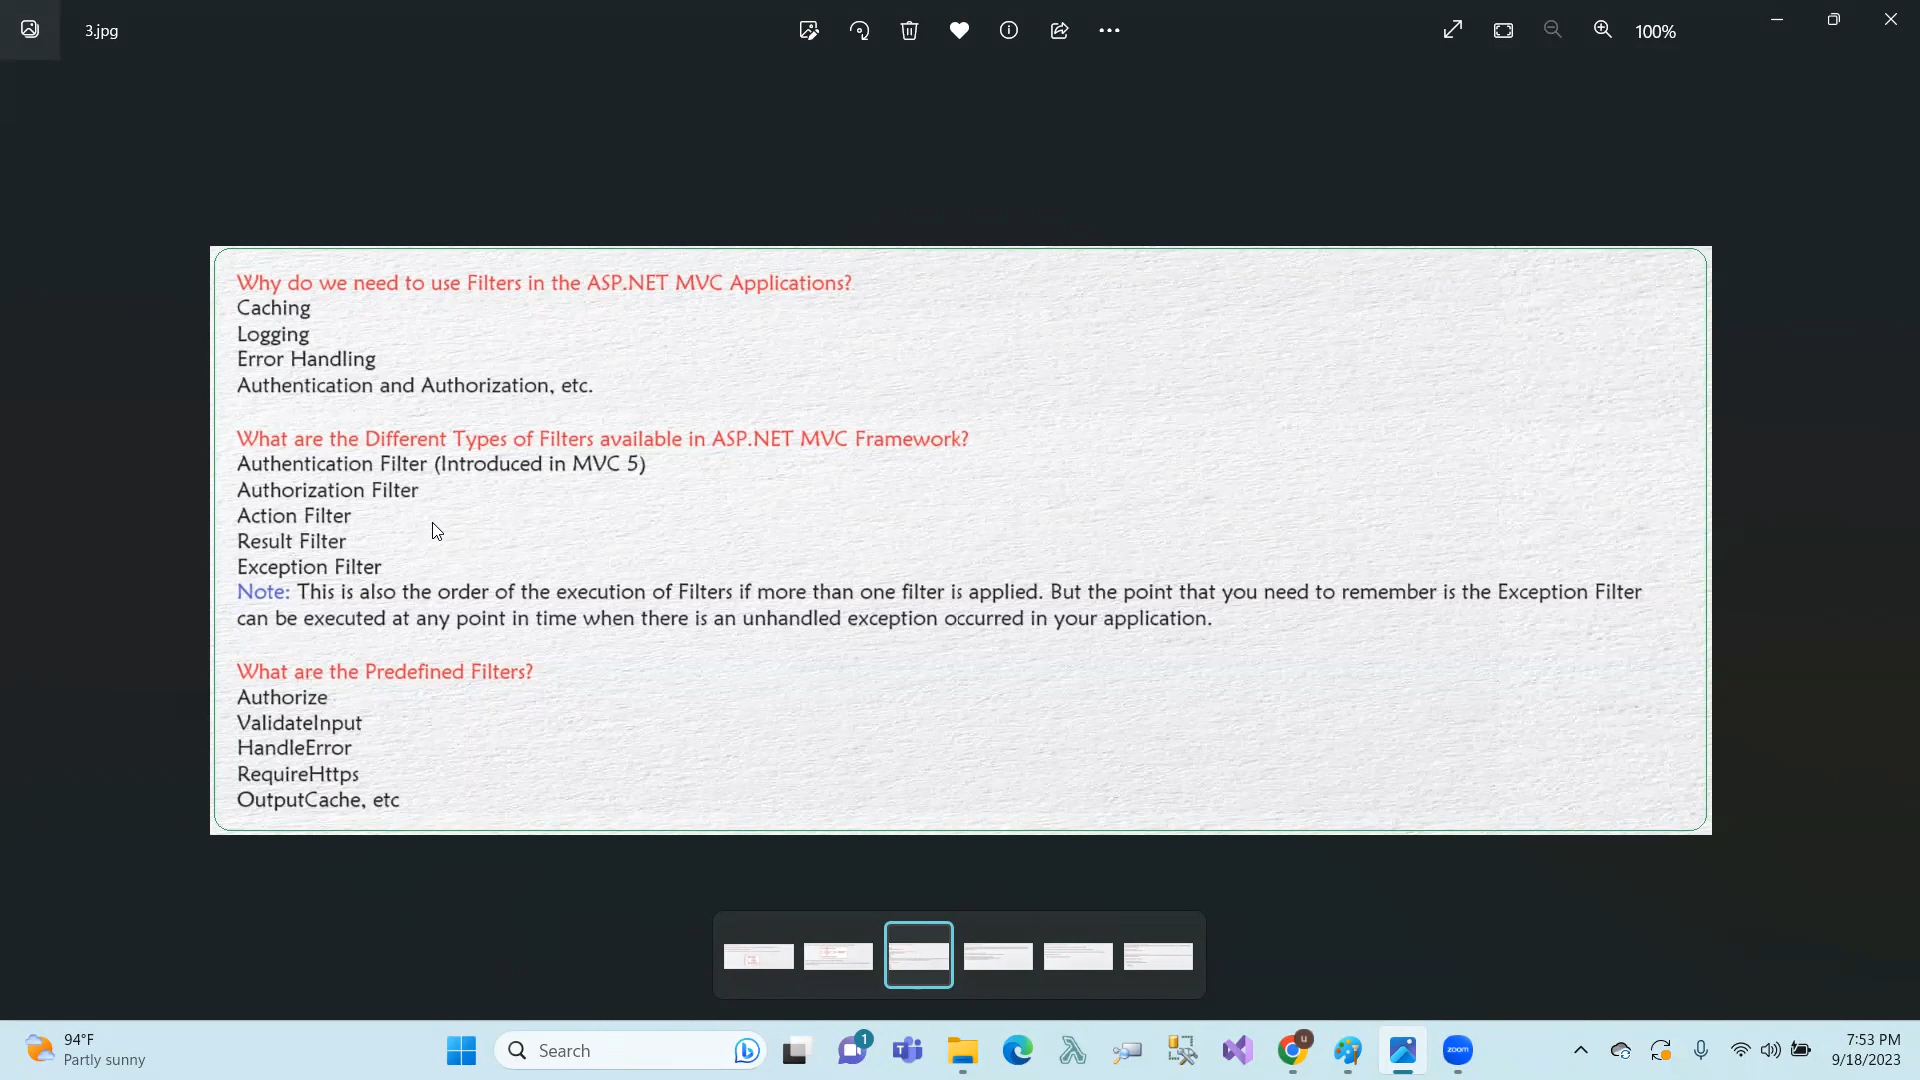 3.jpg
100%
Why do we need to use Filters in the ASP.NET MVC Applications?
Caching
Logging
Error Handling
Authentication and Authorization, etc.
What are the Different Types of Filters available in ASP.NET MVC Framework?
Authentication Filter (Introduced in MVC 5)
Authorization Filter
Action Filter
Result Filter
Exception Filter
Note: This is also the order of the execution of Filters if more than one filter is applied. But the point that you need to remember is the Exception Filter
can be executed at any point in time when there is an unhandled exception occurred in your application.
What are the Predefined Filters?
Authorize
ValidateInput
HandleError
RequireHttps
OutputCache, etc
94°F
Partly sunny
Search
1
u
zoom
7:53 PM
9/18/2023